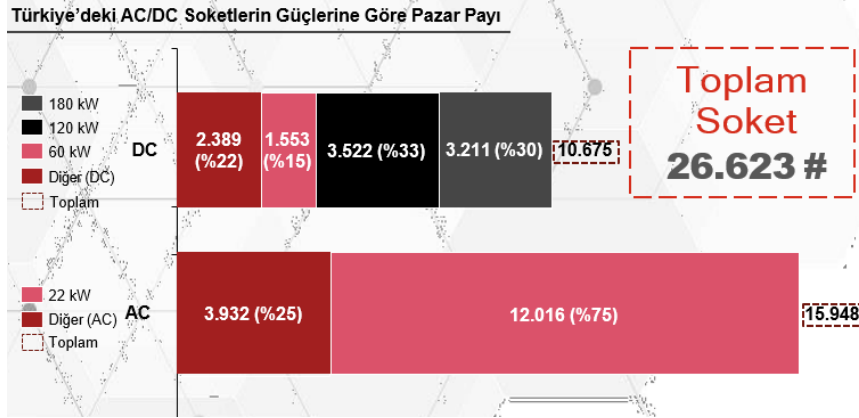 Türkiye'deki AC/DC Soketlerin Güçlerine Göre Pazar Payı
Toplam
Soket
26.623 #
180 kW
120 kW
60 kW
Diğer (DC)
Toplam
DC
2.389
(%22)
1.553
(%15)
3.522 (%33)
3.211 (%30)
10.675
22 kW
Diğer (AC)
Toplam
AC
3.932 (%25)
12.016 (%75)
15.948